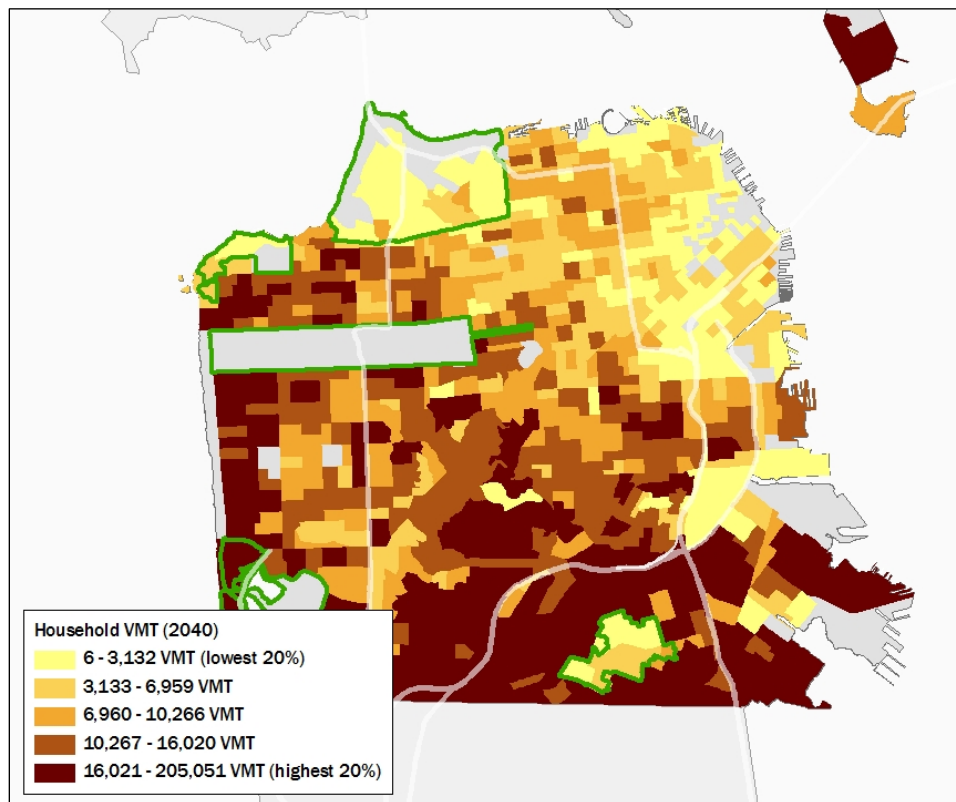 Household VMT (2040)
6 - 3,132 VMT (lowest 20%)
3,133 - 6,959 VMT
6,960 - 10,266 VMT
10,267 - 16,020 VMT
16,021 - 205,051 VMT (highest 20%)